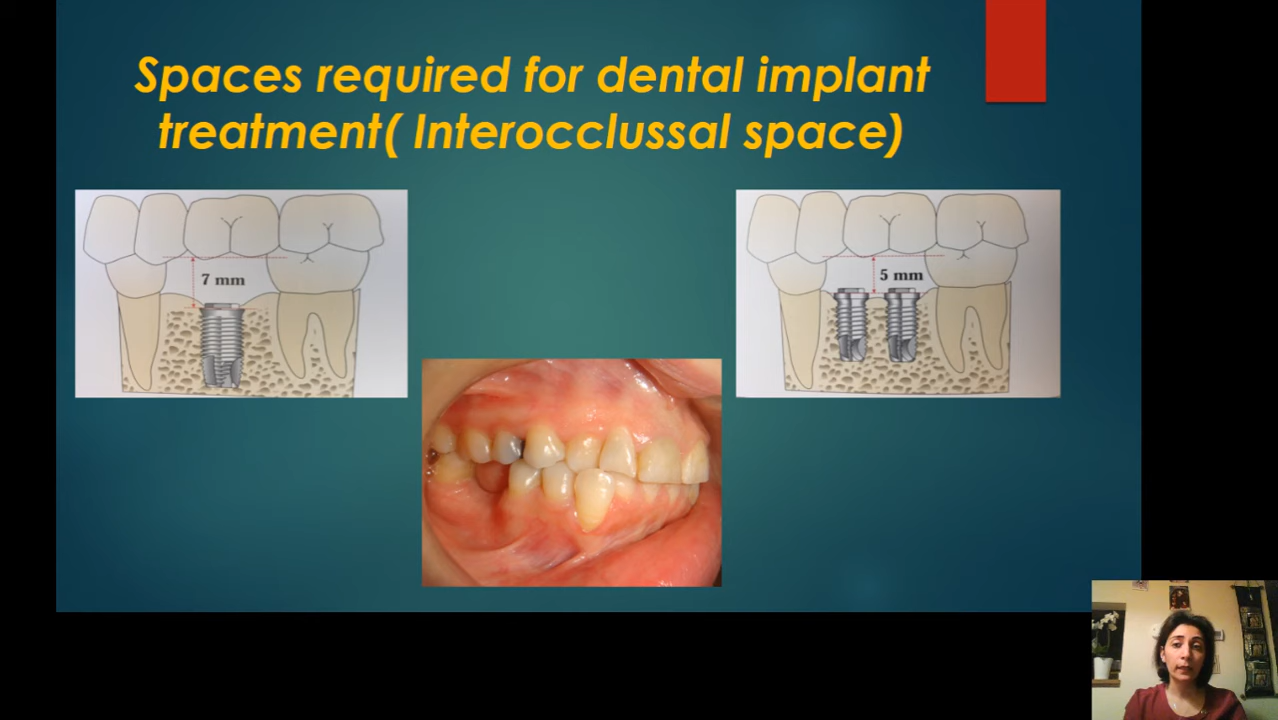 Spaces required for dental implant
treatment( Interocclussal space)
7 mm
5 mm